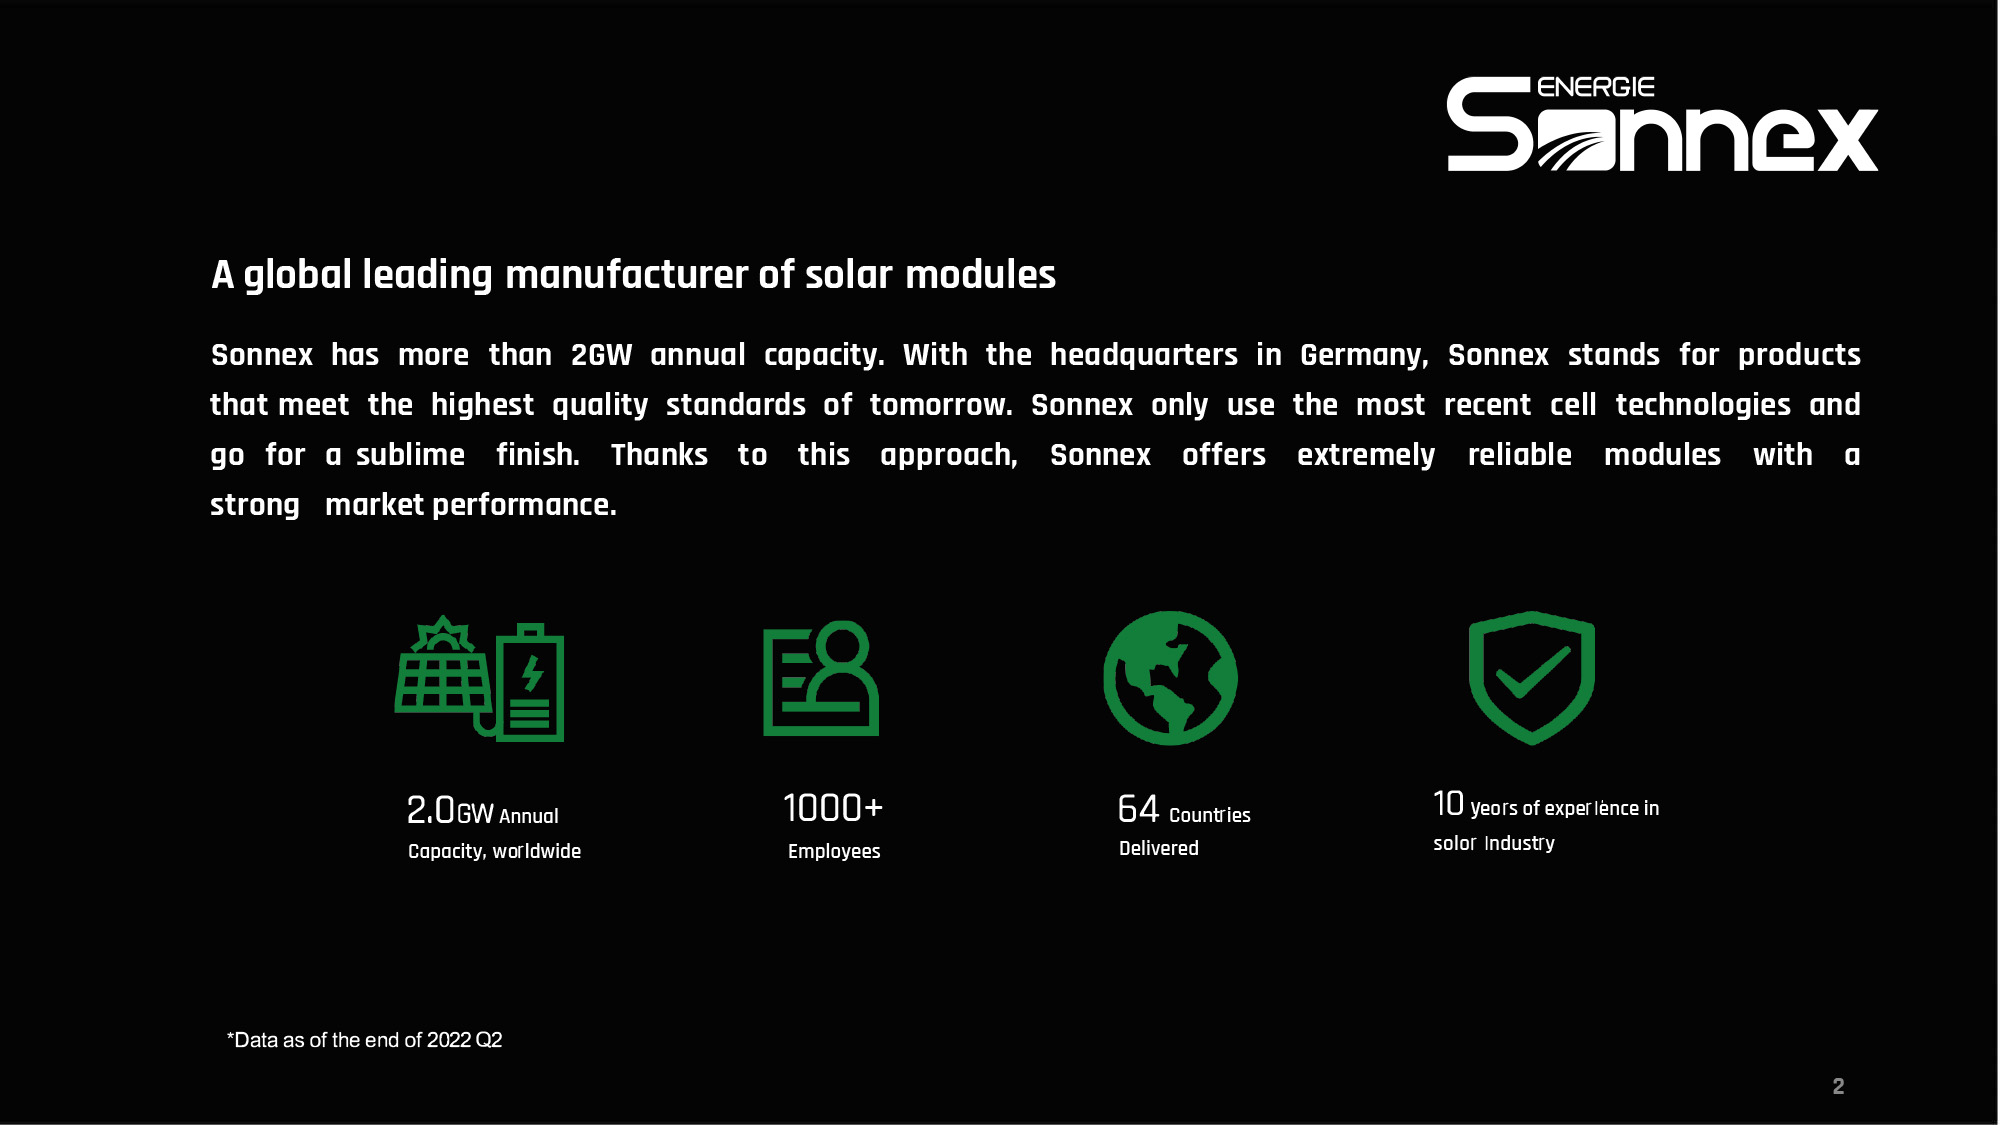 ENERGIE
Sonnex
A global leading manufacturer of solar modules
Sonnex has more than 2GW annual capacity. With the headquarters in Germany, Sonnex stands for products
that meet the highest quality standards of tomorrow. Sonnex only use the most recent cell technologies and
go for a sublime finish. Thanks to this approach, Sonnex offers extremely reliable modules with a
strong market performance.
2.0GW Annual
Capacity, worldwide
1000+
Employees
64 Countries
Delivered
10 Yeors of experience in
solor Industry
*Data as of the end of 2022 Q2
2